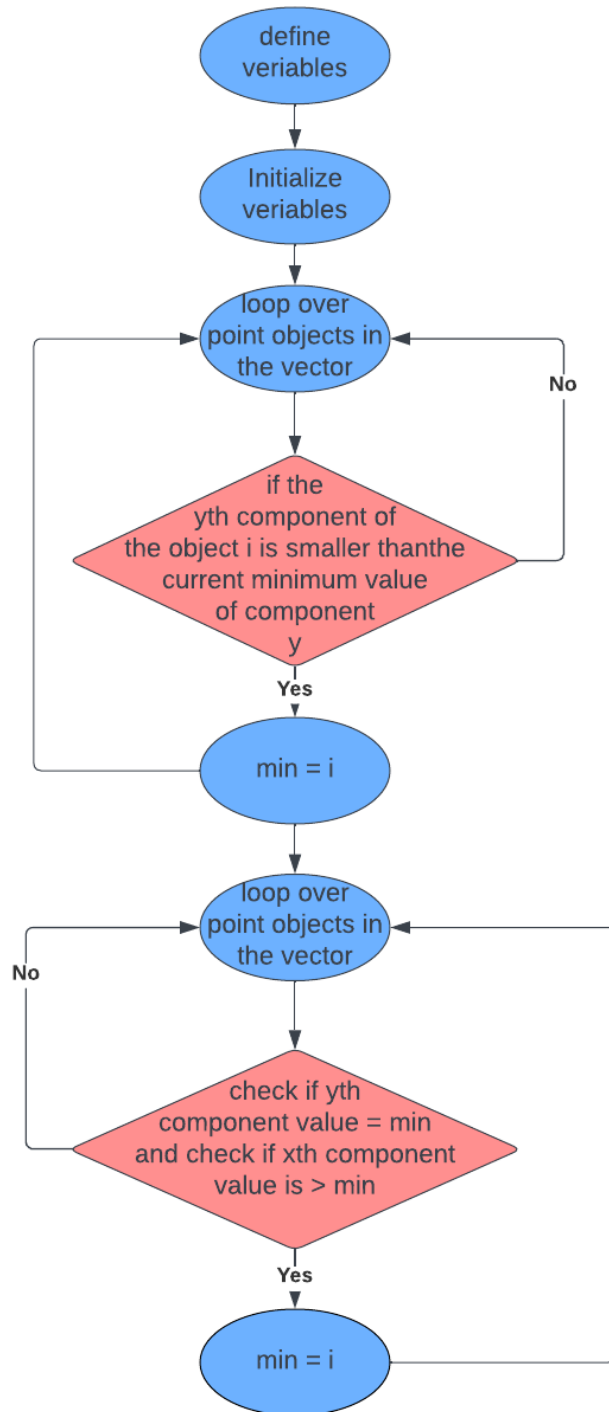 define
veriables
Initialize
veriables
loop over
point objects in
the vector
No
if the
yth component of
the object i is smaller thanthe
current minimum value
of component
y
Yes
min = i
loop over
point objects in
the vector
No
check if yth
component value = min
and check if xth component
value is > min
Yes
min = i